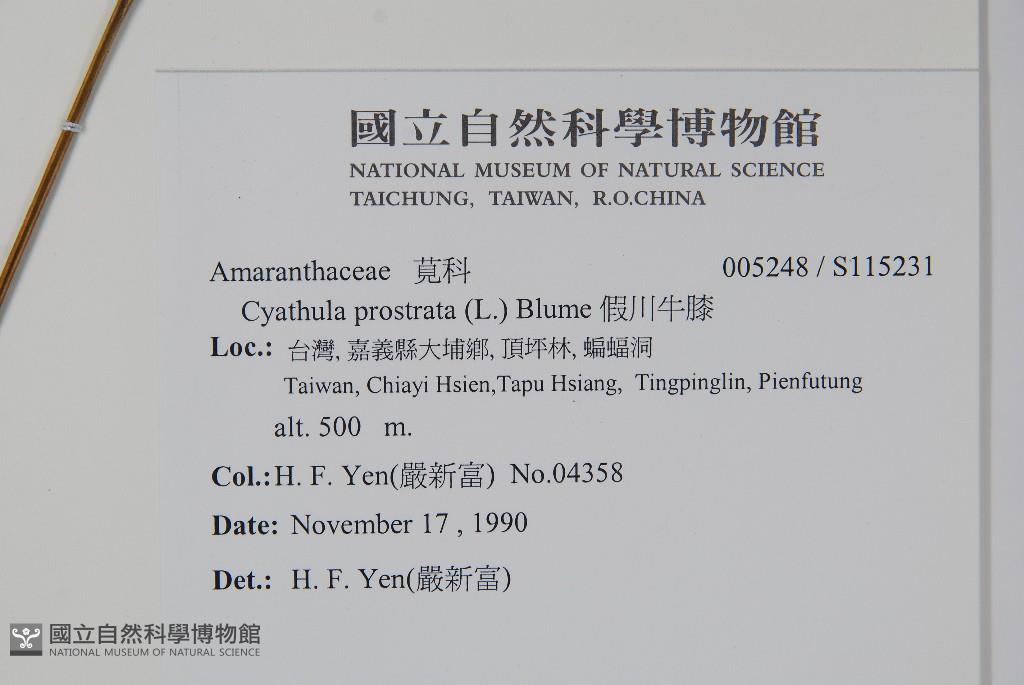 國立自然科學博物館
NATIONAL MUSEUM OF NATURAL SCIENCE
TAICHUNG, TAIWAN, R.O.CHINA
Amaranthaceae 莧科 005248 / S115231
Cyathula prostrata (L.) Blume 假川牛膝
Loc.: 台灣, 嘉義縣大埔鄉, 頂坪林, 蝙蝠洞
Taiwan, Chiayi Hsien,Tapu Hsiang, Tingpinglin, Pienfutung
alt. 500 m.
Col.:H. F. Yen(嚴新富) No.04358
Date: November 17 , 1990
Det.: H. F. Yen(嚴新富)
國立自然科學博物館
NATIONAL MUSEUM OF NATURAL SCIENCE